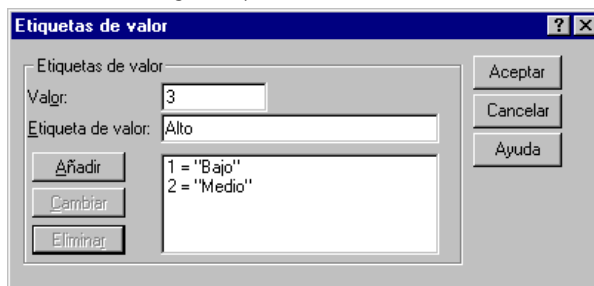 Etiquetas de valor
Etiquetas de valor
Valor: 3
Etiqueta de valor: Alto
Añadir
Cambiar
Eliminar
1 = "Bajo"
2 = "Medio"
Aceptar
Cancelar
Ayuda